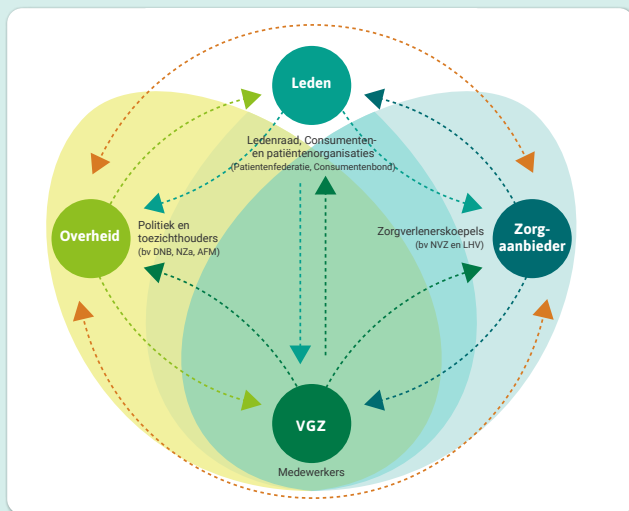 Leden
Ledenraad, Consumenten-
en patiëntenorganisaties
(Patientenfederatie, Consumentenbond)
Overheid
Politiek en
toezichthouders
(bv DNB, NZa, AFM)
Zorgverlenerskoepels
(bv NVZ en LHV)
Zorg-
aanbieder
VGZ
Medewerkers